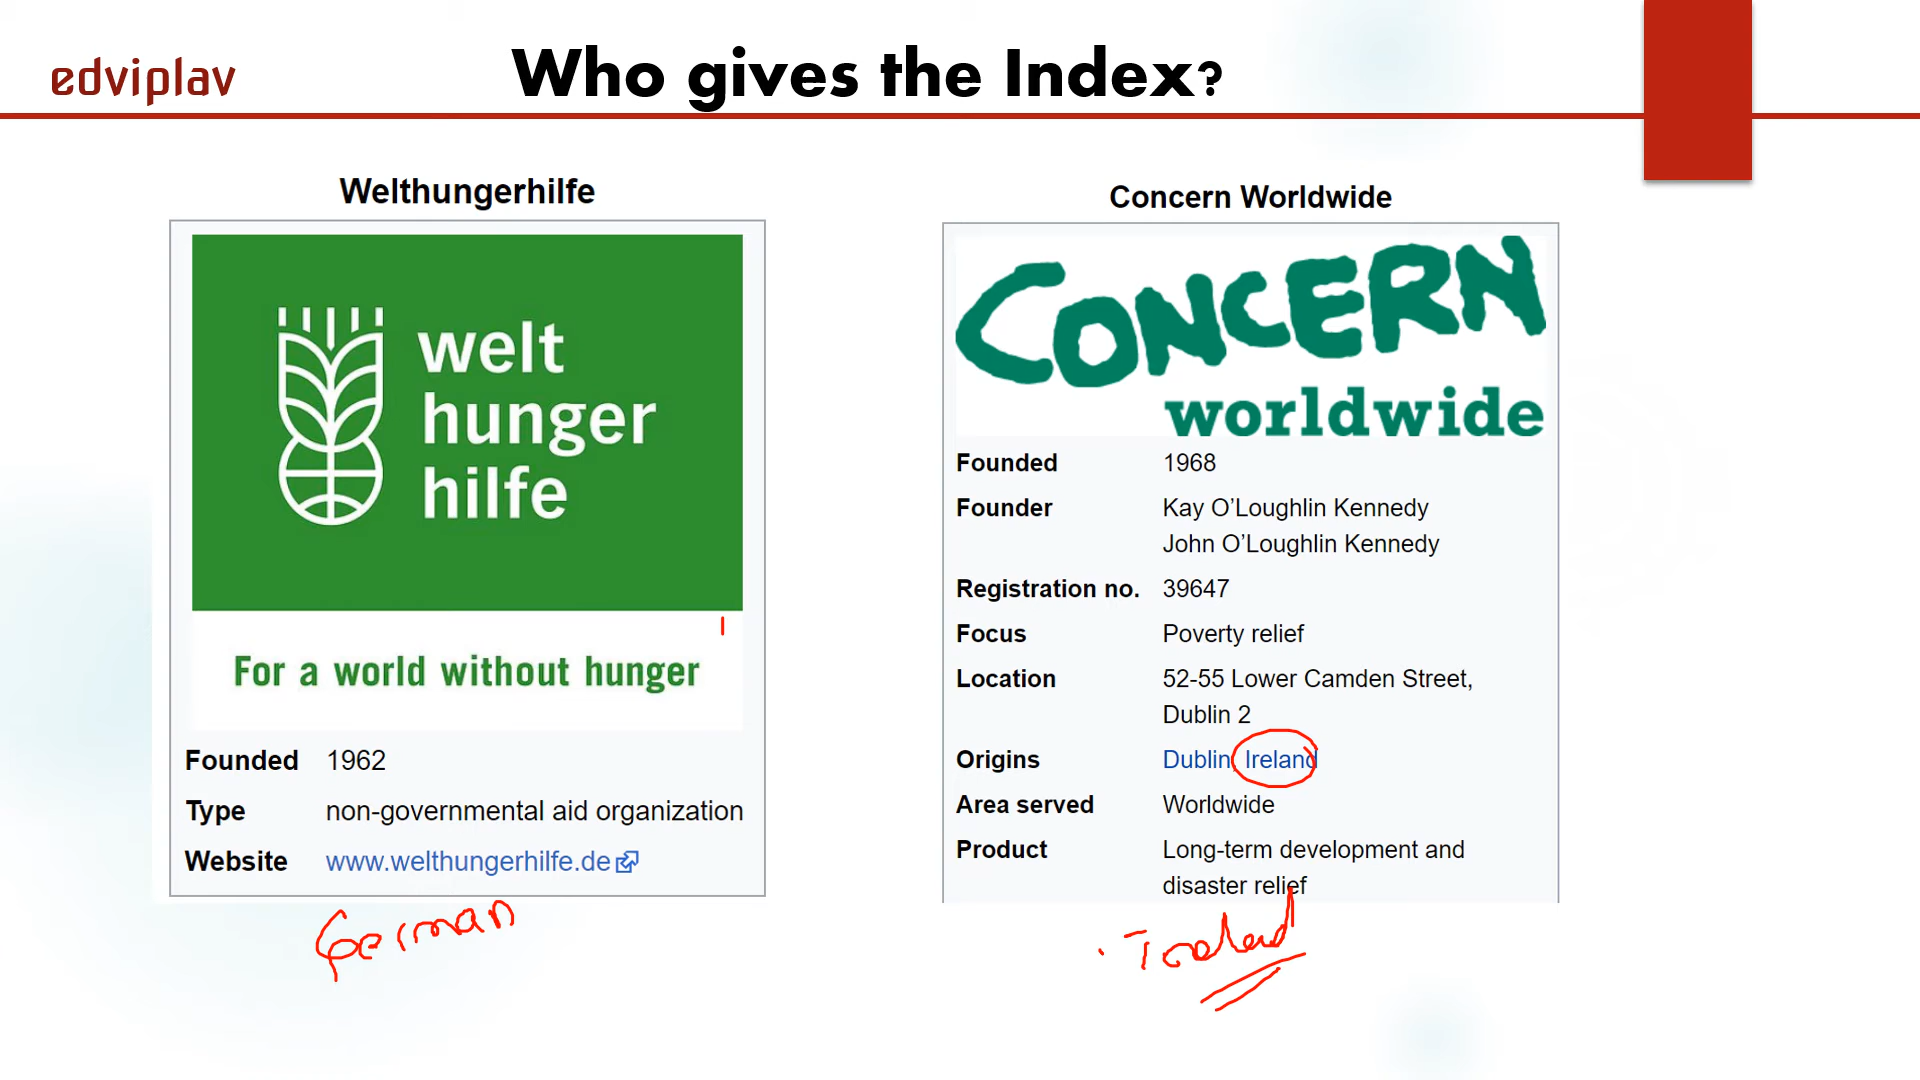 edviplav
Who gives the Index?
Welthungerhilfe
welt
hunger
hilfe
For a world without hunger
Founded 1962
Type non-governmental aid organization
Website www.welthungerhilfe.de
German
Concern Worldwide
CONCERN
worldwide
Founded 1968
Founder Kay O’Loughlin Kennedy
John O’Loughlin Kennedy
Registration no. 39647
Focus Poverty relief
Location 52-55 Lower Camden Street,
Dublin 2
Origins Dublin, Ireland
Area served Worldwide
Product Long-term development and
disaster relief
Ireland